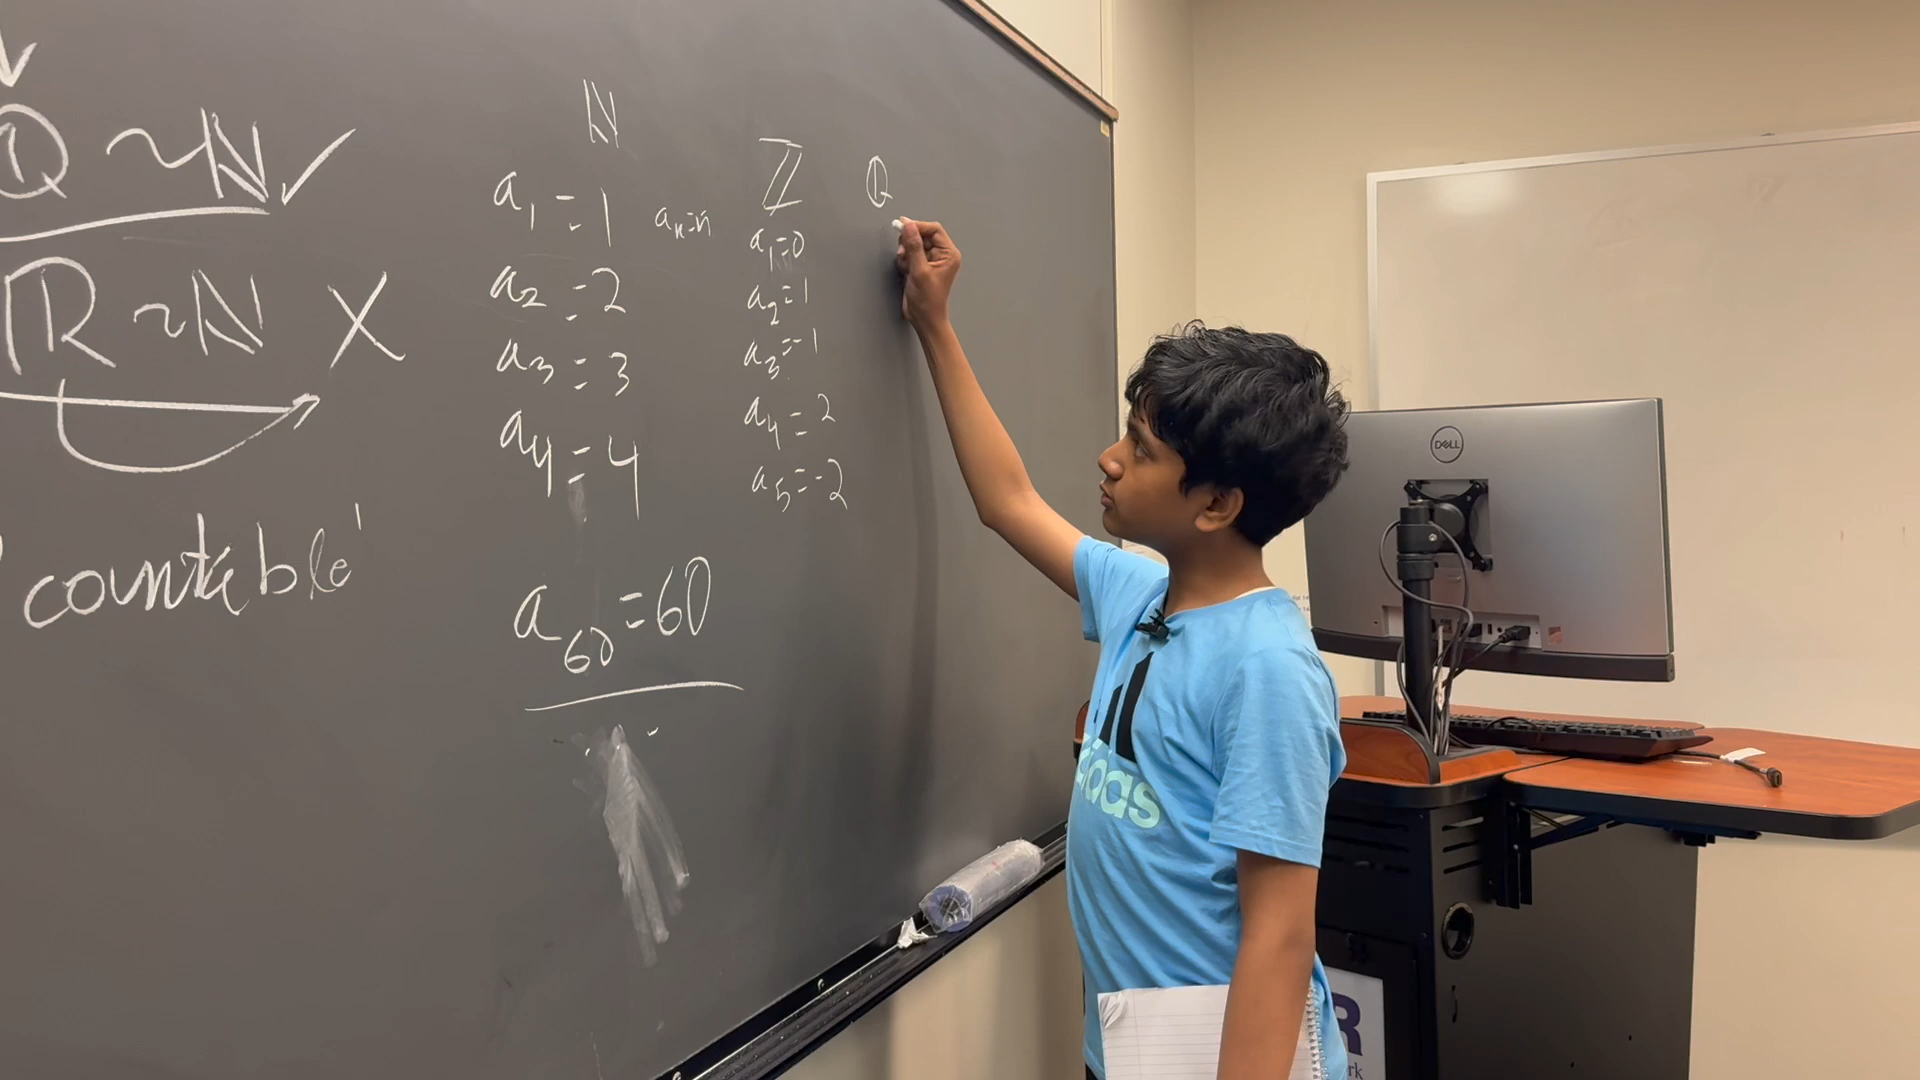 ℚ ~ ℕ ✓
ℝ ~ ℕ X
'countable'
ℕ
a₁ = 1
aₙ=n
a₂ = 2
a₃ = 3
a₄ = 4
a₆₀ = 60
ℤ
a₁=0
a₂=1
a₃=-1
a₄=2
a₅=-2
ℚ
DELL
adidas
R
rk